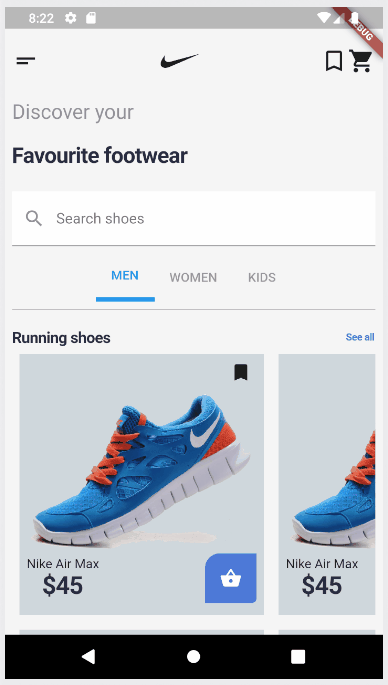 8:22
DEBUG
Discover your
Favourite footwear
Search shoes
MEN WOMEN KIDS
Running shoes See all
Nike Air Max Nike Air Max
$45 $45